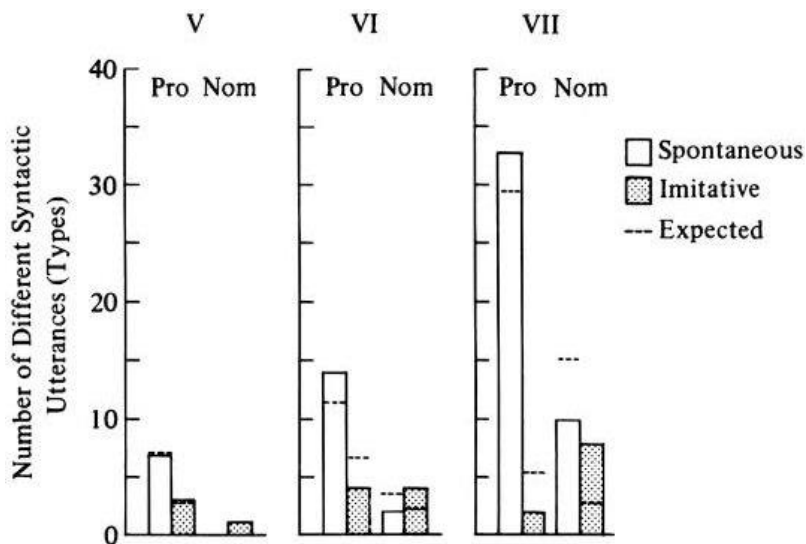 V VI VII
40 Pro Nom Pro Nom Pro Nom
30
20
10
0
Number of Different Syntactic
Utterances (Types)
Spontaneous
Imitative
Expected